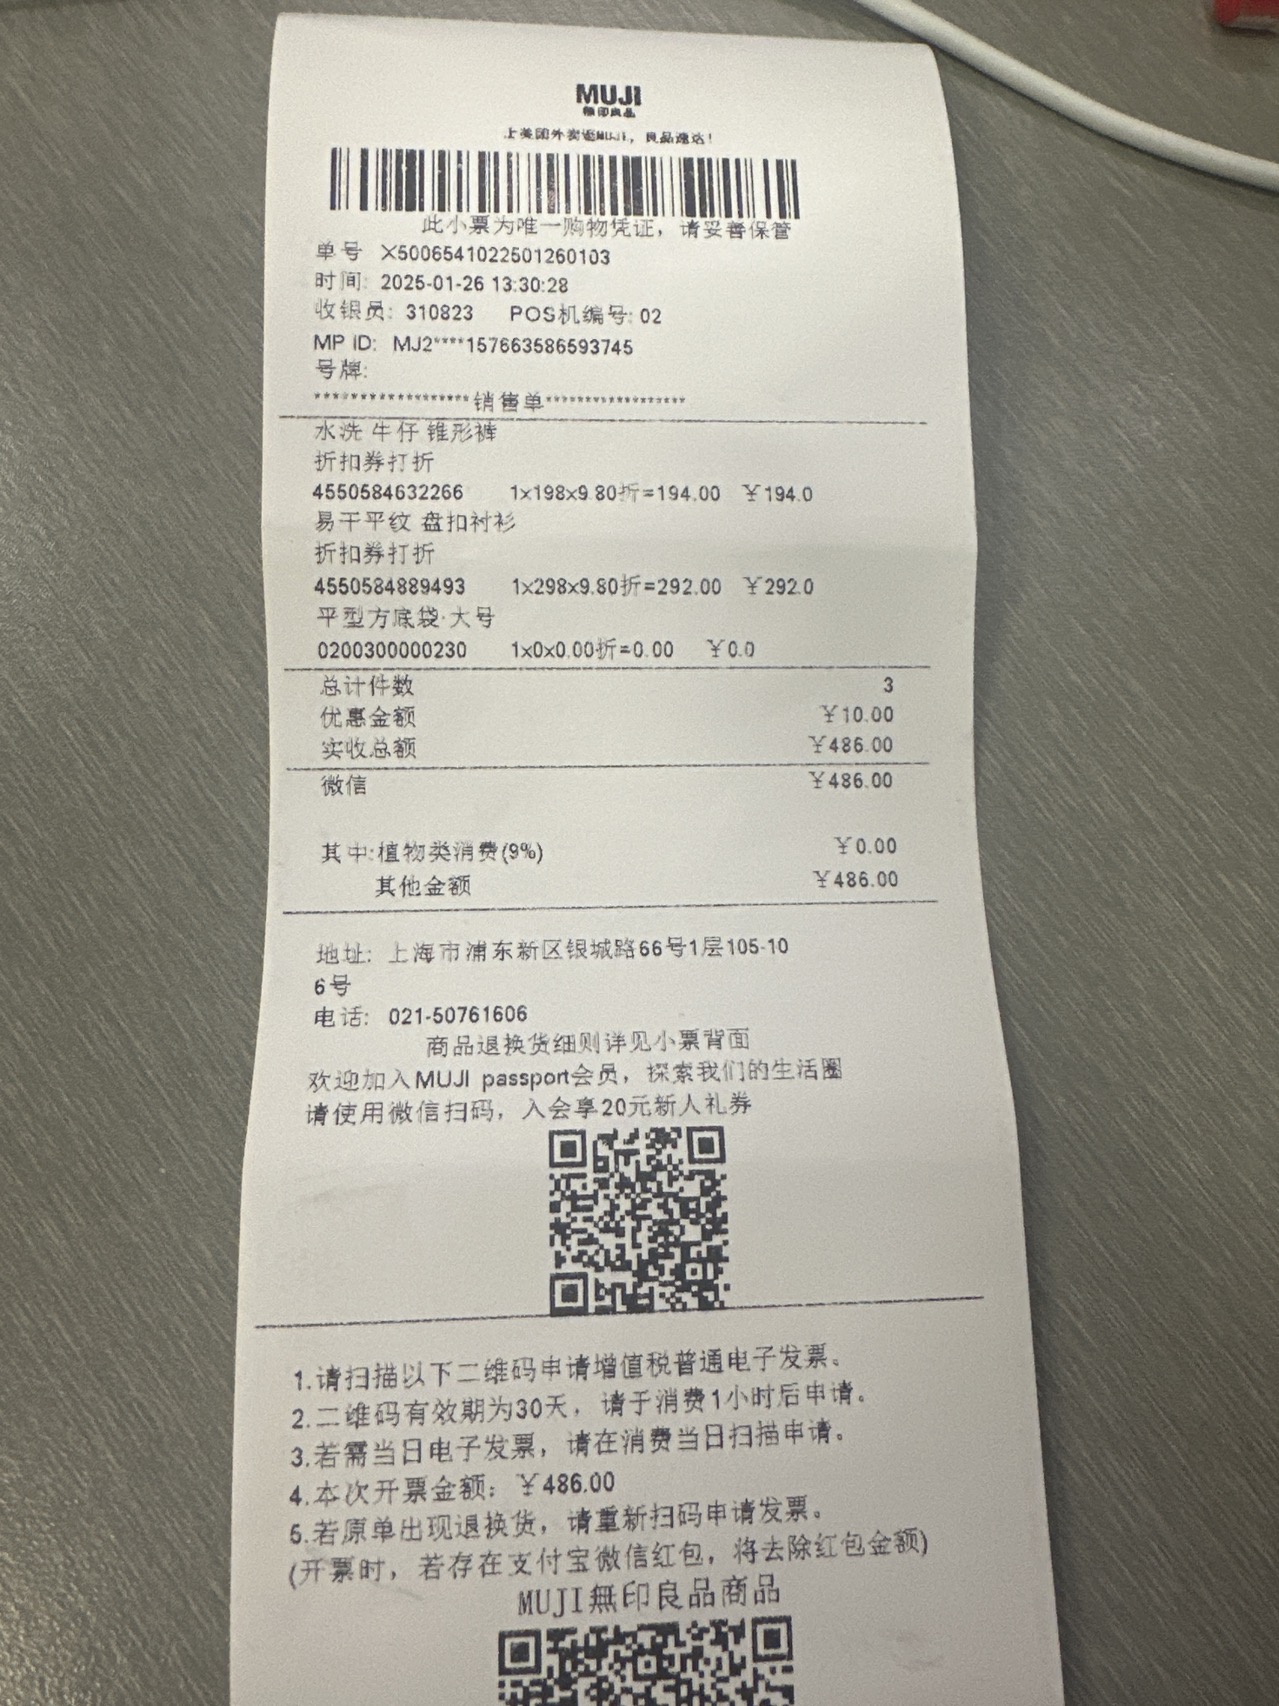 MUJI
無印良品
上美团外卖逛MUJI，良品速达！
此小票为唯一购物凭证，请妥善保管
单号 X5006541022501260103
时间: 2025-01-26 13:30:28
收银员: 310823 POS机编号: 02
MP ID: MJ2****157663586593745
号牌:
*******************销售单*****************
水洗 牛仔 锥形裤
折扣券打折
4550584632266 1x198x9.80折=194.00 ¥194.0
易干平纹 盘扣衬衫
折扣券打折
4550584889493 1x298x9.80折=292.00 ¥292.0
平型方底袋·大号
0200300000230 1x0x0.00折=0.00 ¥0.0
总计件数 3
优惠金额 ¥10.00
实收总额 ¥486.00
微信 ¥486.00
其中:植物类消费(9%) ¥0.00
其他金额 ¥486.00
地址: 上海市浦东新区银城路66号1层105-10
6号
电话: 021-50761606
商品退换货细则详见小票背面
欢迎加入MUJI passport会员，探索我们的生活圈
请使用微信扫码，入会享20元新人礼券
1.请扫描以下二维码申请增值税普通电子发票。
2.二维码有效期为30天，请于消费1小时后申请。
3.若需当日电子发票，请在消费当日扫描申请。
4.本次开票金额: ¥486.00
5.若原单出现退换货，请重新扫码申请发票。
(开票时，若存在支付宝微信红包，将去除红包金额)
MUJI無印良品商品